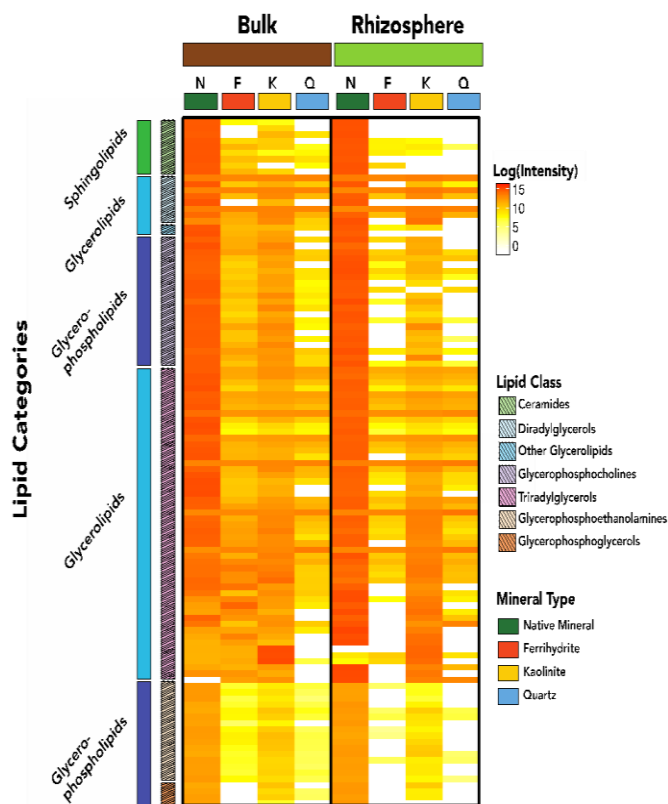 Bulk
Rhizosphere
N F K Q N F K Q
Sphingolipids
Glycerolipids
Glycero-
phospholipids
Glycerolipids
Glycero-
phospholipids
Lipid Categories
Log(Intensity)
15
10
5
0
Lipid Class
Ceramides
Diradylglycerols
Other Glycerolipids
Glycerophosphocholines
Triradylglycerols
Glycerophosphoethanolamines
Glycerophosphoglycerols
Mineral Type
Native Mineral
Ferrihydrite
Kaolinite
Quartz